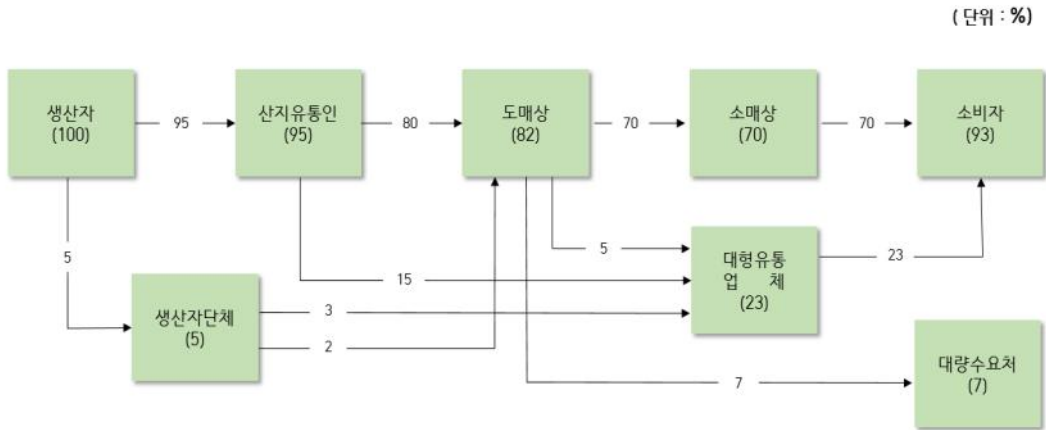 ( 단위 : %)
생산자
(100)
95
산지유통인
(95)
80
도매상
(82)
70
소매상
(70)
70
소비자
(93)
5
생산자단체
(5)
15
3
2
5
대형유통
업 체
(23)
23
7
대량수요처
(7)